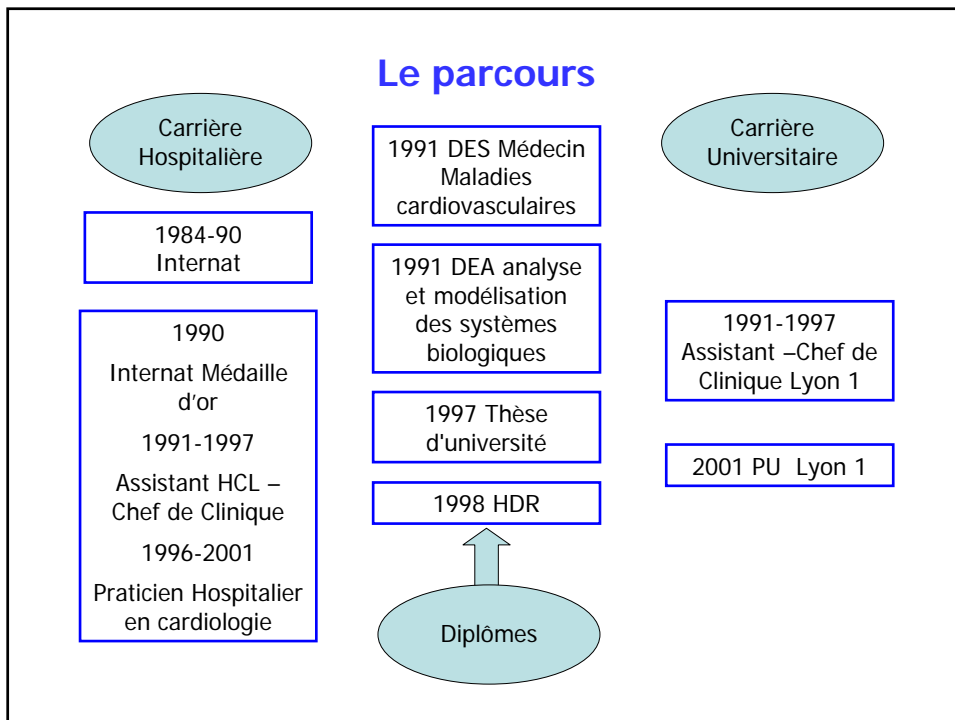 Le parcours
Carrière
Hospitalière
1984-90
Internat
1990
Internat Médaille
d'or
1991-1997
Assistant HCL –
Chef de Clinique
1996-2001
Praticien Hospitalier
en cardiologie
1991 DES Médecin
Maladies
cardiovasculaires
1991 DEA analyse
et modélisation
des systèmes
biologiques
1997 Thèse
d'université
1998 HDR
Diplômes
Carrière
Universitaire
1991-1997
Assistant –Chef de
Clinique Lyon 1
2001 PU  Lyon 1